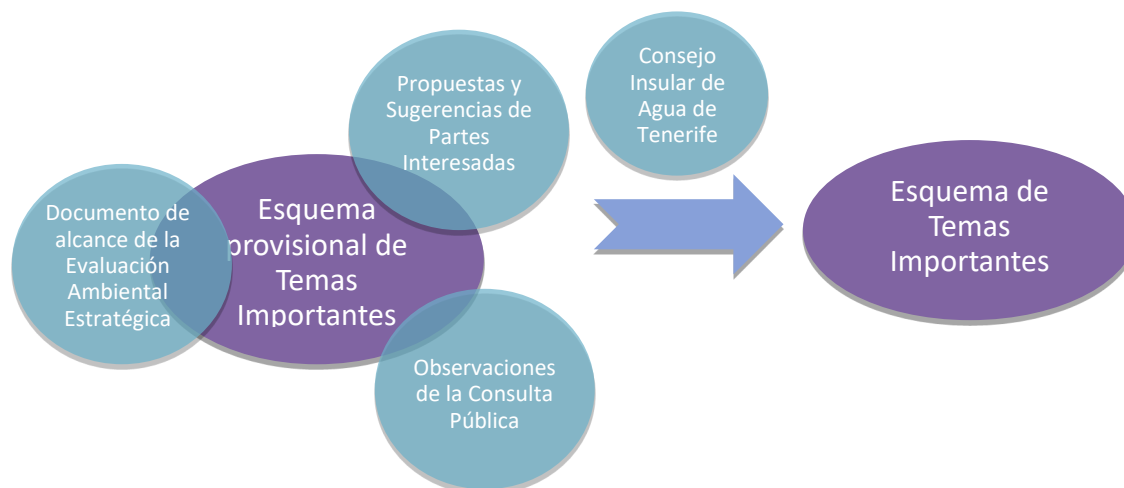 Propuestas y
Sugerencias de
Partes
Interesadas
Consejo
Insular de
Agua de
Tenerife
Documento de
alcance de la
Evaluación
Ambiental
Estratégica
Esquema
provisional de
Temas
Importantes
Esquema de
Temas
Importantes
Observaciones
de la Consulta
Pública